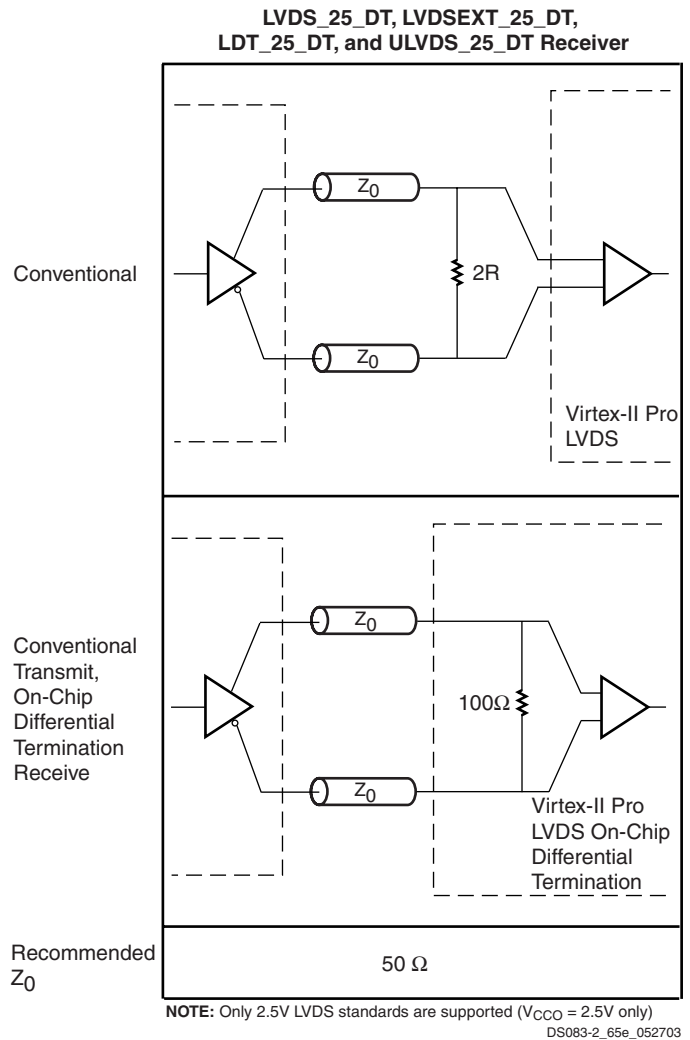 LVDS_25_DT, LVDSEXT_25_DT,
LDT_25_DT, and ULVDS_25_DT Receiver
Conventional
Z0
2R
Z0
Virtex-II Pro
LVDS
Conventional
Transmit,
On-Chip
Differential
Termination
Receive
Z0
100Ω
Z0
Virtex-II Pro
LVDS On-Chip
Differential
Termination
Recommended
Z0
50 Ω
NOTE: Only 2.5V LVDS standards are supported (VCCO = 2.5V only)
DS083-2_65e_052703